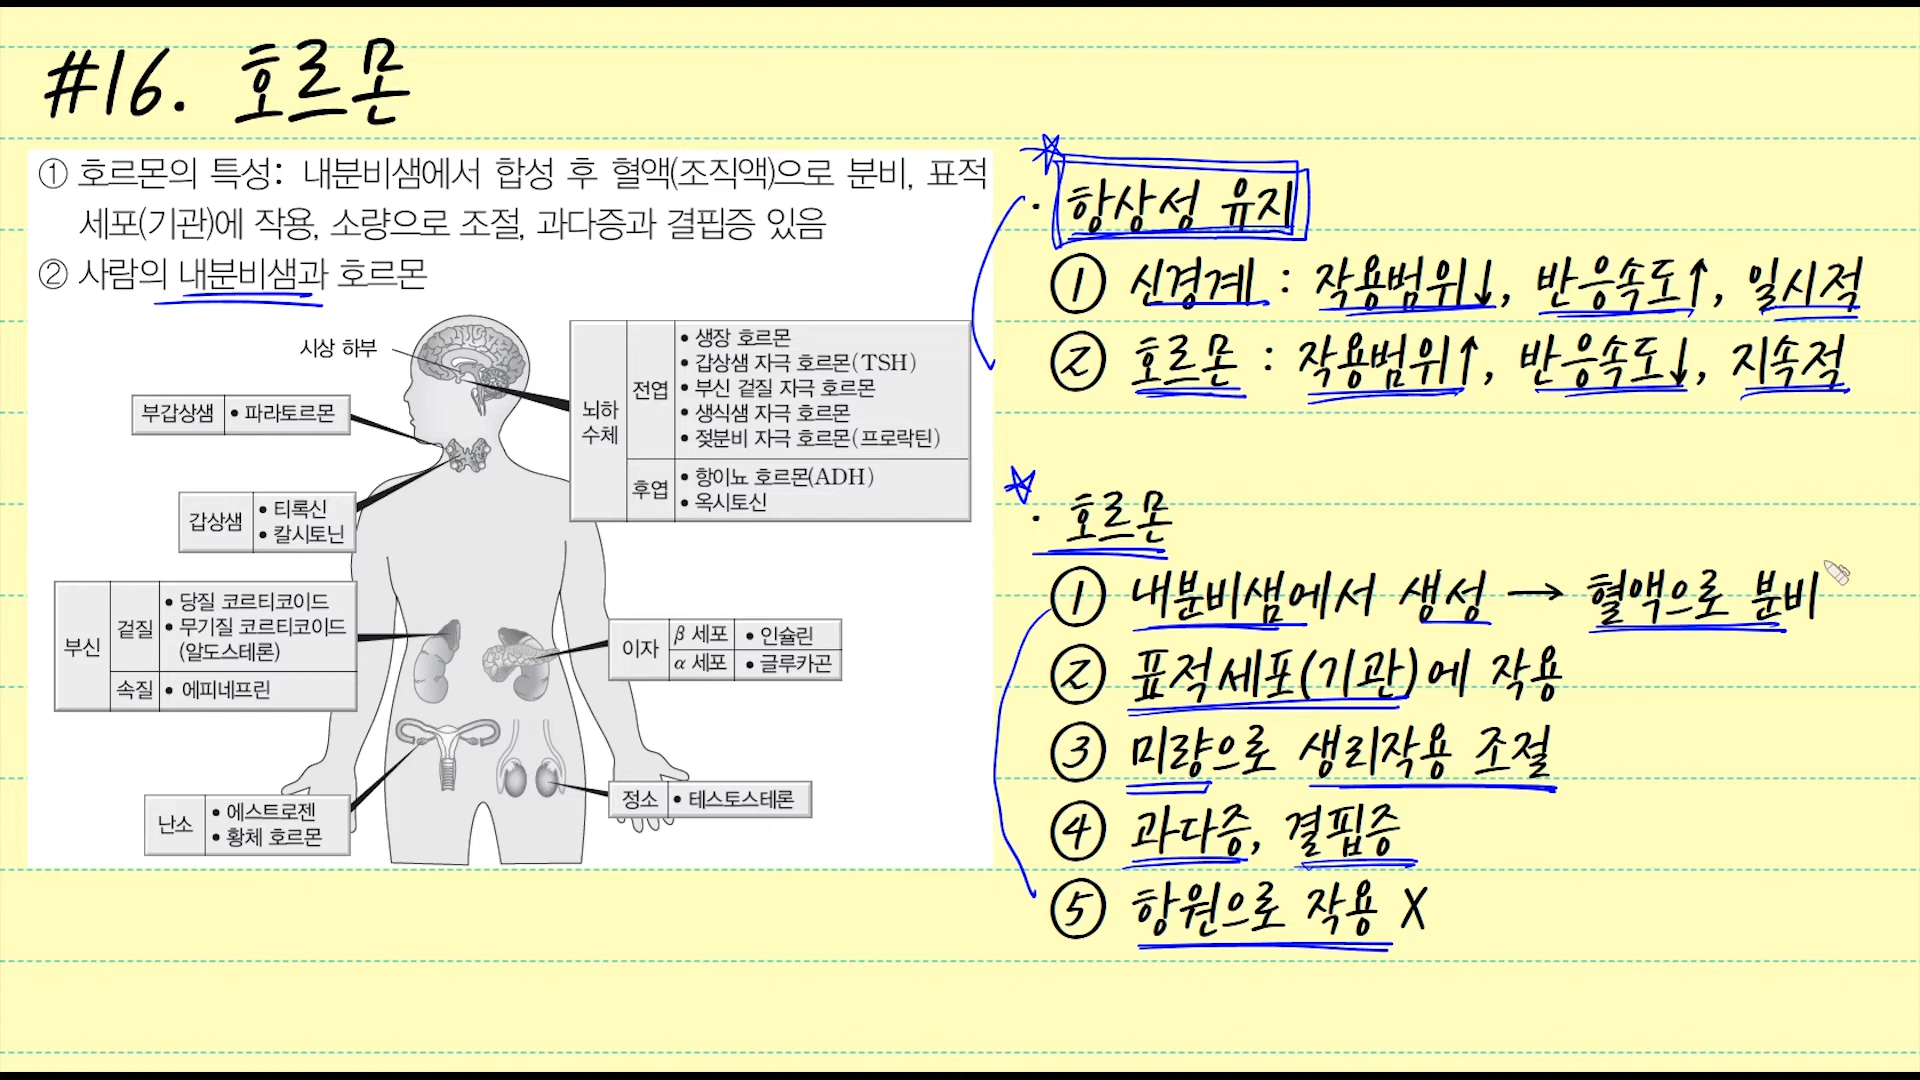 #16. 호르몬
① 호르몬의 특성: 내분비샘에서 합성 후 혈액(조직액)으로 분비, 표적
세포(기관)에 작용, 소량으로 조절, 과다증과 결핍증 있음
② 사람의 내분비샘과 호르몬
시상 하부
뇌하
수체
전엽
• 생장 호르몬
• 갑상샘 자극 호르몬(TSH)
• 부신 겉질 자극 호르몬
• 생식샘 자극 호르몬
• 젖분비 자극 호르몬(프로락틴)
후엽
• 항이뇨 호르몬(ADH)
• 옥시토신
부갑상샘 • 파라토르몬
갑상샘
• 티록신
• 칼시토닌
부신
겉질
• 당질 코르티코이드
• 무기질 코르티코이드
(알도스테론)
속질 • 에피네프린
이자
β 세포 • 인슐린
α 세포 • 글루카곤
난소
• 에스트로젠
• 황체 호르몬
정소 • 테스토스테론
· 항상성 유지
① 신경계 : 작용범위↓, 반응속도↑, 일시적
② 호르몬 : 작용범위↑, 반응속도↓, 지속적
· 호르몬
① 내분비샘에서 생성 → 혈액으로 분비
② 표적세포(기관)에 작용
③ 미량으로 생리작용 조절
④ 과다증, 결핍증
⑤ 항원으로 작용 X